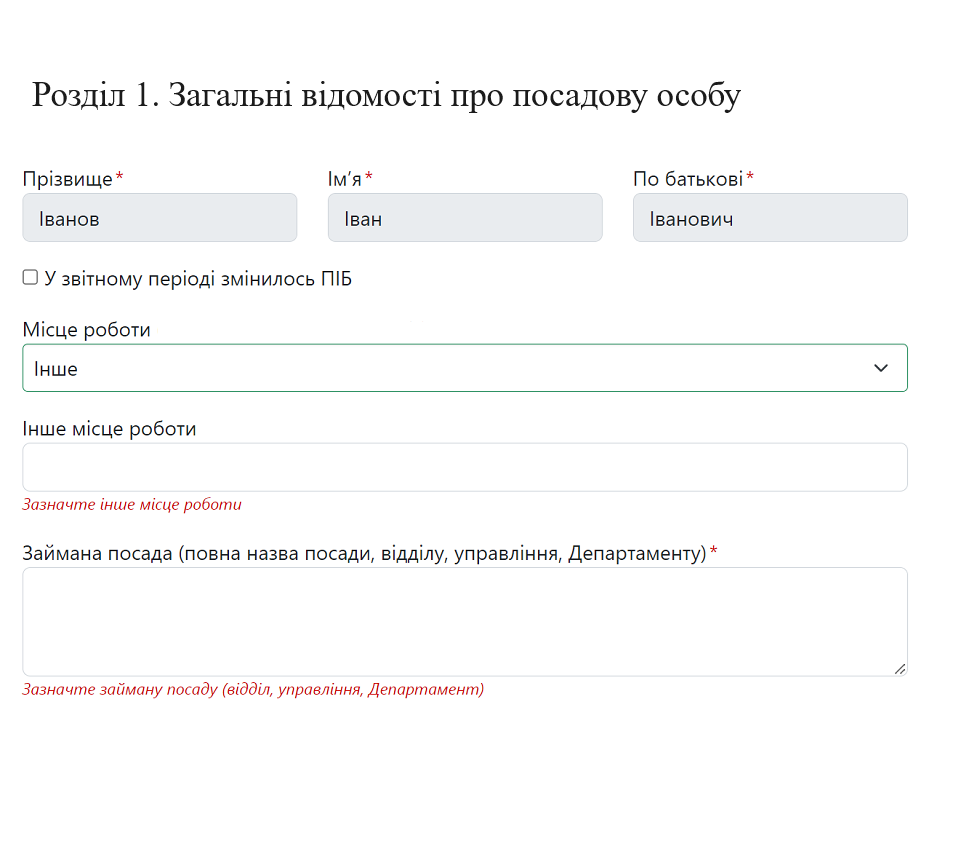 Розділ 1. Загальні відомості про посадову особу
Прізвище* Ім’я* По батькові*
Іванов Іван Іванович
У звітному періоді змінилось ПІБ
Місце роботи
Інше
Інше місце роботи
Зазначте інше місце роботи
Займана посада (повна назва посади, відділу, управління, Департаменту)*
Зазначте займану посаду (відділ, управління, Департамент)